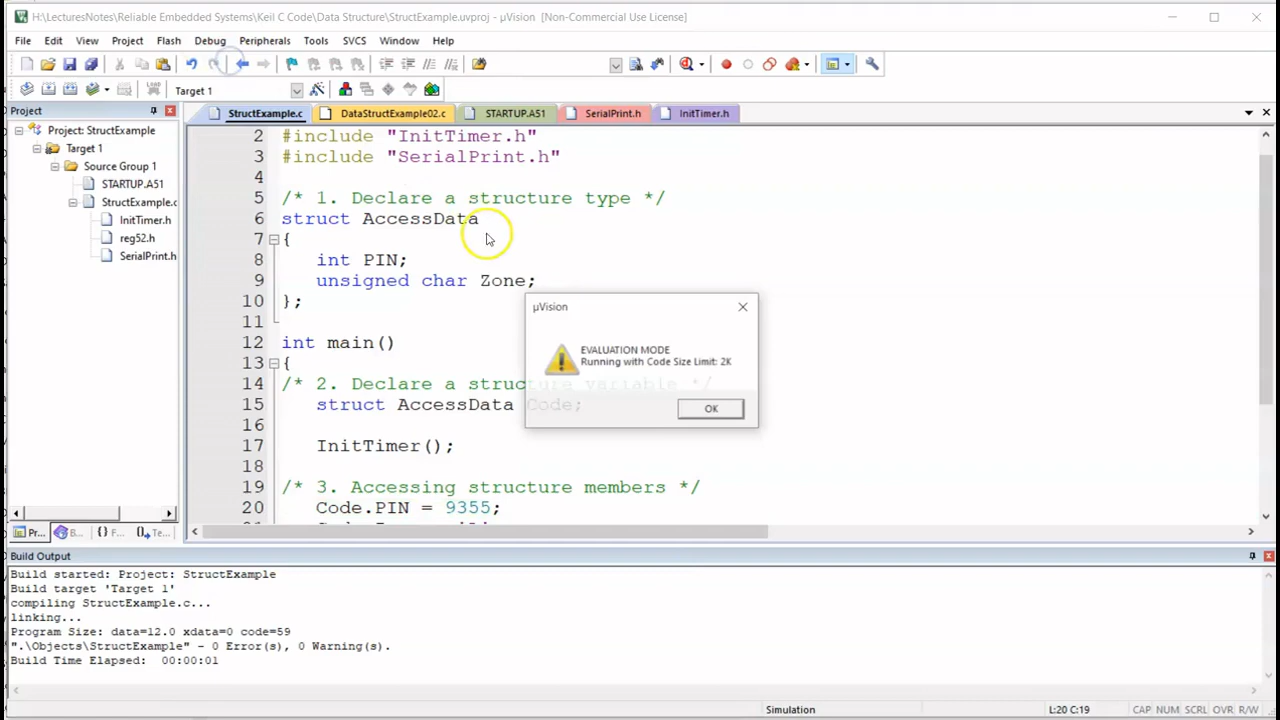 H:\LecturesNotes\Reliable Embedded Systems\Keil C Code\Data Structure\StructExample.uvproj - µVision [Non-Commercial Use License]
File Edit View Project Flash Debug Peripherals Tools SVCS Window Help
Target 1
Project
StructExample.c DataStructExample02.c STARTUP.A51 SerialPrint.h InitTimer.h
Project: StructExample
Target 1
Source Group 1
STARTUP.A51
StructExample.c
InitTimer.h
reg52.h
SerialPrint.h
2 #include "InitTimer.h"
3 #include "SerialPrint.h"
4
5 /* 1. Declare a structure type */
6 struct AccessData
7 {
8 int PIN;
9 unsigned char Zone;
10 };
11
12 int main()
13 {
14 /* 2. Declare a structure variable */
15 struct AccessData Code;
16
17 InitTimer();
18
19 /* 3. Accessing structure members */
20 Code.PIN = 9355;
µVision
EVALUATION MODE
Running with Code Size Limit: 2K
OK
Pr... B... {} F... Te...
Build Output
Build started: Project: StructExample
Build target 'Target 1'
compiling StructExample.c...
linking...
Program Size: data=12.0 xdata=0 code=59
".\Objects\StructExample" - 0 Error(s), 0 Warning(s).
Build Time Elapsed: 00:00:01
Simulation L:20 C:19 CAP NUM SCRL OVR R/W